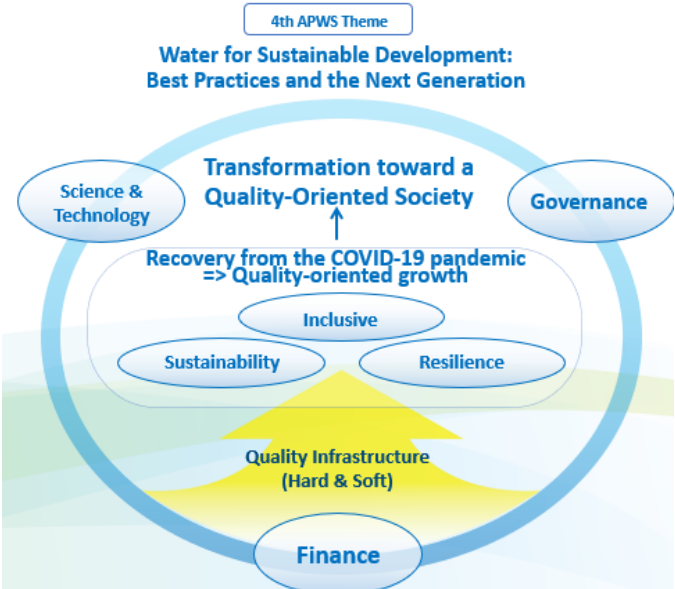 4th APWS Theme
Water for Sustainable Development:
Best Practices and the Next Generation
Transformation toward a
Quality-Oriented Society
Science &
Technology
Governance
Recovery from the COVID-19 pandemic
=> Quality-oriented growth
Inclusive
Sustainability
Resilience
Quality Infrastructure
(Hard & Soft)
Finance